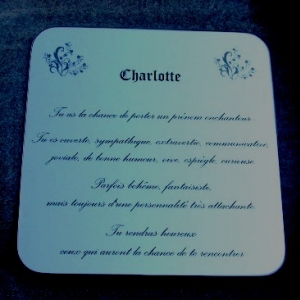 Charlotte
Tu as la chance de porter un prénom enchanteur
Tu es ouverte, sympathique, extravertie, communicative,
joviale, de bonne humeur, vive, espiègle, curieuse.
Parfois bohème, fantaisiste,
mais toujours d'une personnalité très attachante.
Tu rendras heureux
ceux qui auront la chance de te rencontrer